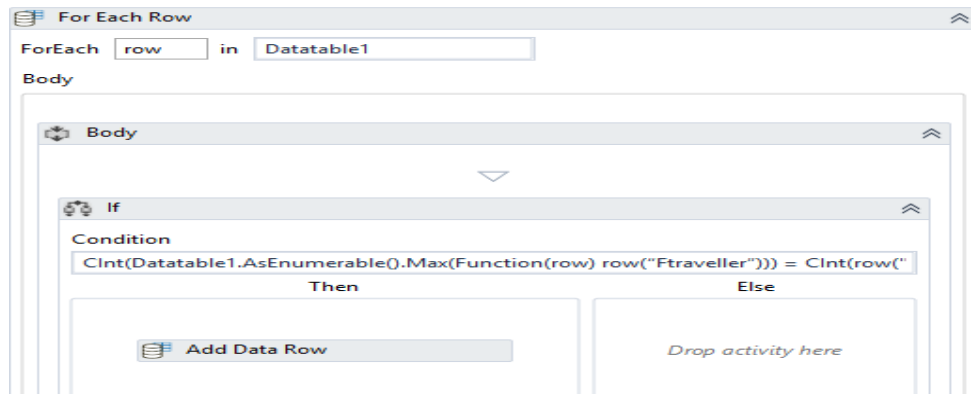 For Each Row
ForEach row in Datatable1
Body
Body
If
Condition
CInt(Datatable1.AsEnumerable().Max(Function(row) row("Ftraveller"))) = CInt(row("
Then Else
Add Data Row
Drop activity here